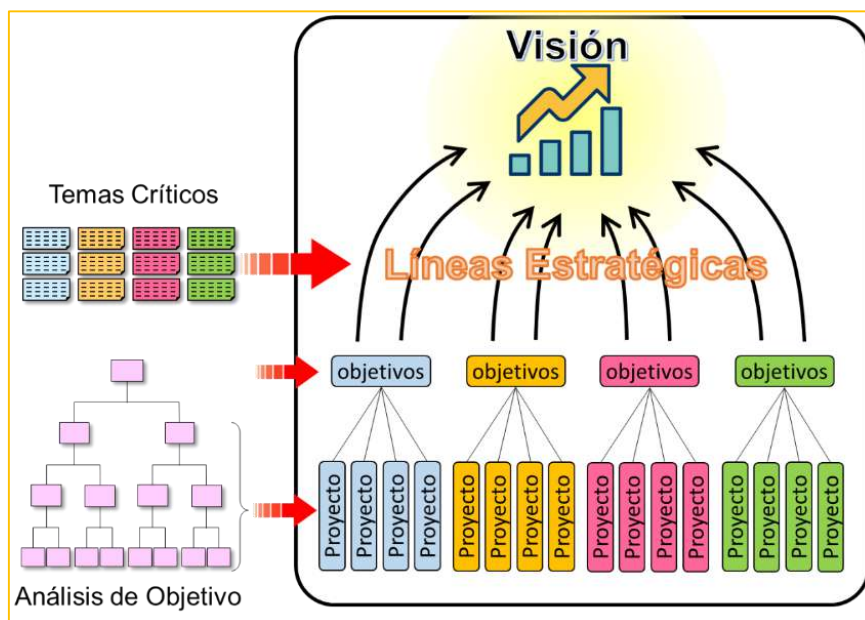 Visión
Temas Críticos
Líneas Estratégicas
objetivos objetivos objetivos objetivos
Proyecto Proyecto Proyecto Proyecto Proyecto Proyecto Proyecto Proyecto Proyecto Proyecto Proyecto Proyecto Proyecto Proyecto Proyecto Proyecto
Análisis de Objetivo